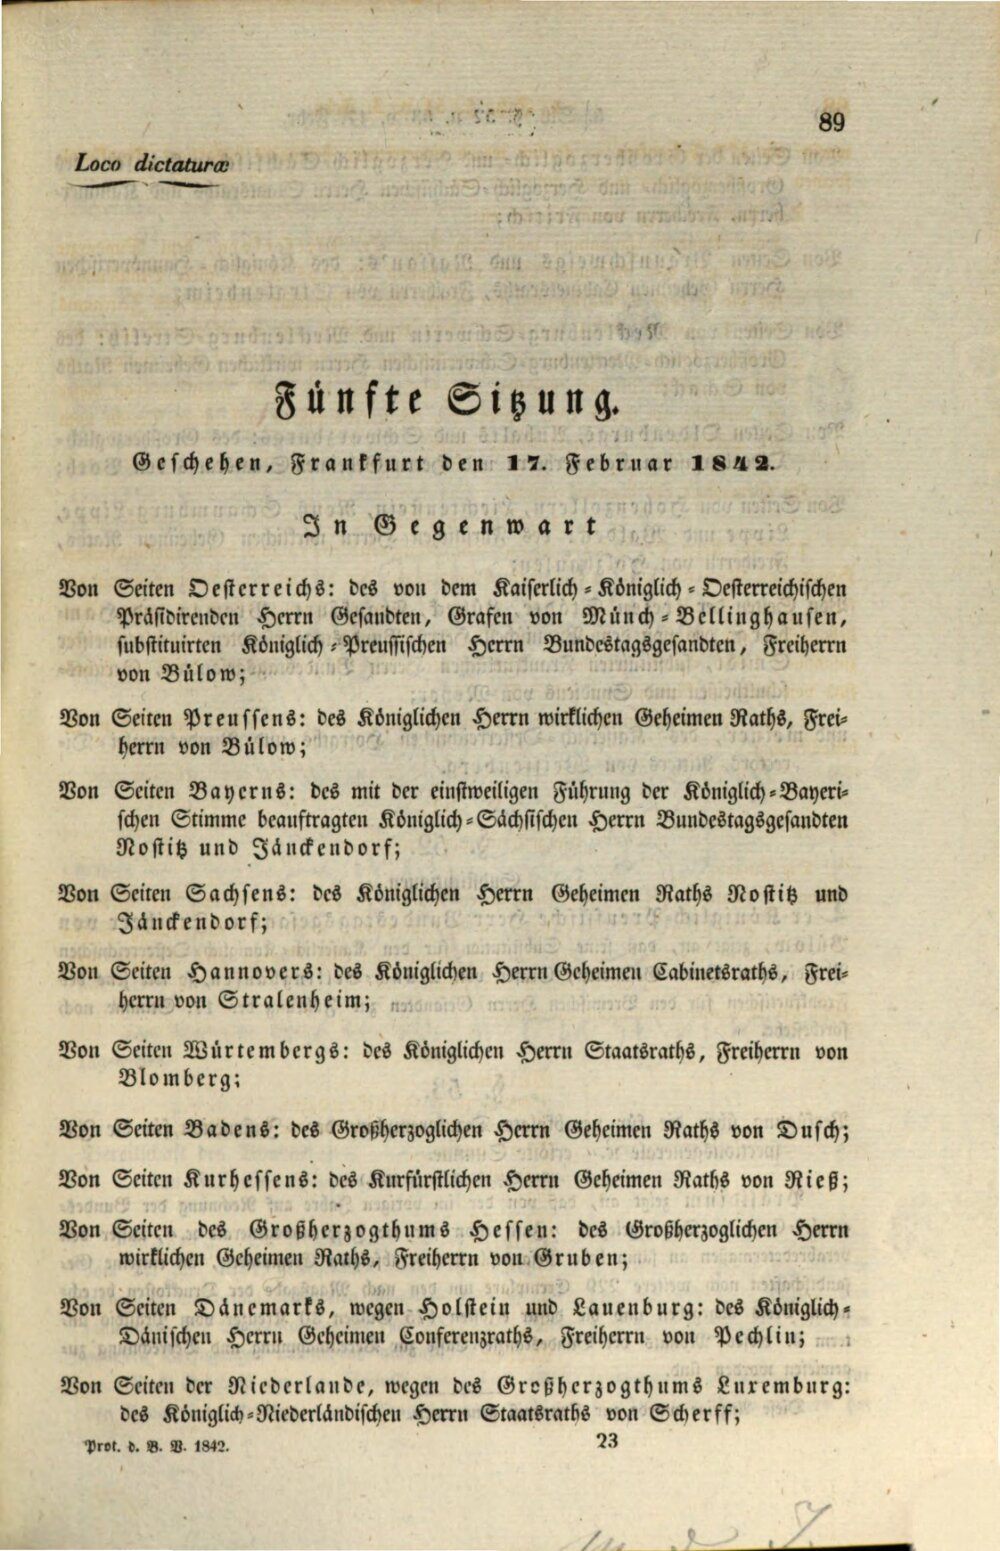 89
Loco dictaturæ
Fünfte Sitzung.
Geschehen, Frankfurt den 17. Februar 1842.
In Gegenwart
Von Seiten Oesterreichs: des von dem Kaiserlich-Königlich-Oesterreichischen
Präsidirenden Herrn Gesandten, Grafen von Münch-Bellinghausen,
substituirten Königlich-Preussischen Herrn Bundestagsgesandten, Freiherrn
von Bülow;
Von Seiten Preussens: des Königlichen Herrn wirklichen Geheimen Raths, Frei-
herrn von Bülow;
Von Seiten Bayerns: des mit der einstweiligen Führung der Königlich-Bayeri-
schen Stimme beauftragten Königlich-Sächsischen Herrn Bundestagsgesandten
Nostitz und Jänckendorf;
Von Seiten Sachsens: des Königlichen Herrn Geheimen Raths Nostitz und
Jänckendorf;
Von Seiten Hannovers: des Königlichen Herrn Geheimen Cabinetsraths, Frei-
herrn von Stralenheim;
Von Seiten Würtembergs: des Königlichen Herrn Staatsraths, Freiherrn von
Blomberg;
Von Seiten Badens: des Großherzoglichen Herrn Geheimen Raths von Dusch;
Von Seiten Kurhessens: des Kurfürstlichen Herrn Geheimen Raths von Rieß;
Von Seiten des Großherzogthums Hessen: des Großherzoglichen Herrn
wirklichen Geheimen Raths, Freiherrn von Gruben;
Von Seiten Dänemarks, wegen Holstein und Lauenburg: des Königlich-
Dänischen Herrn Geheimen Conferenzraths, Freiherrn von Pechlin;
Von Seiten der Niederlande, wegen des Großherzogthums Luxemburg:
des Königlich-Niederländischen Herrn Staatsraths von Scherff;
Prot. d. B. V. 1842.
23